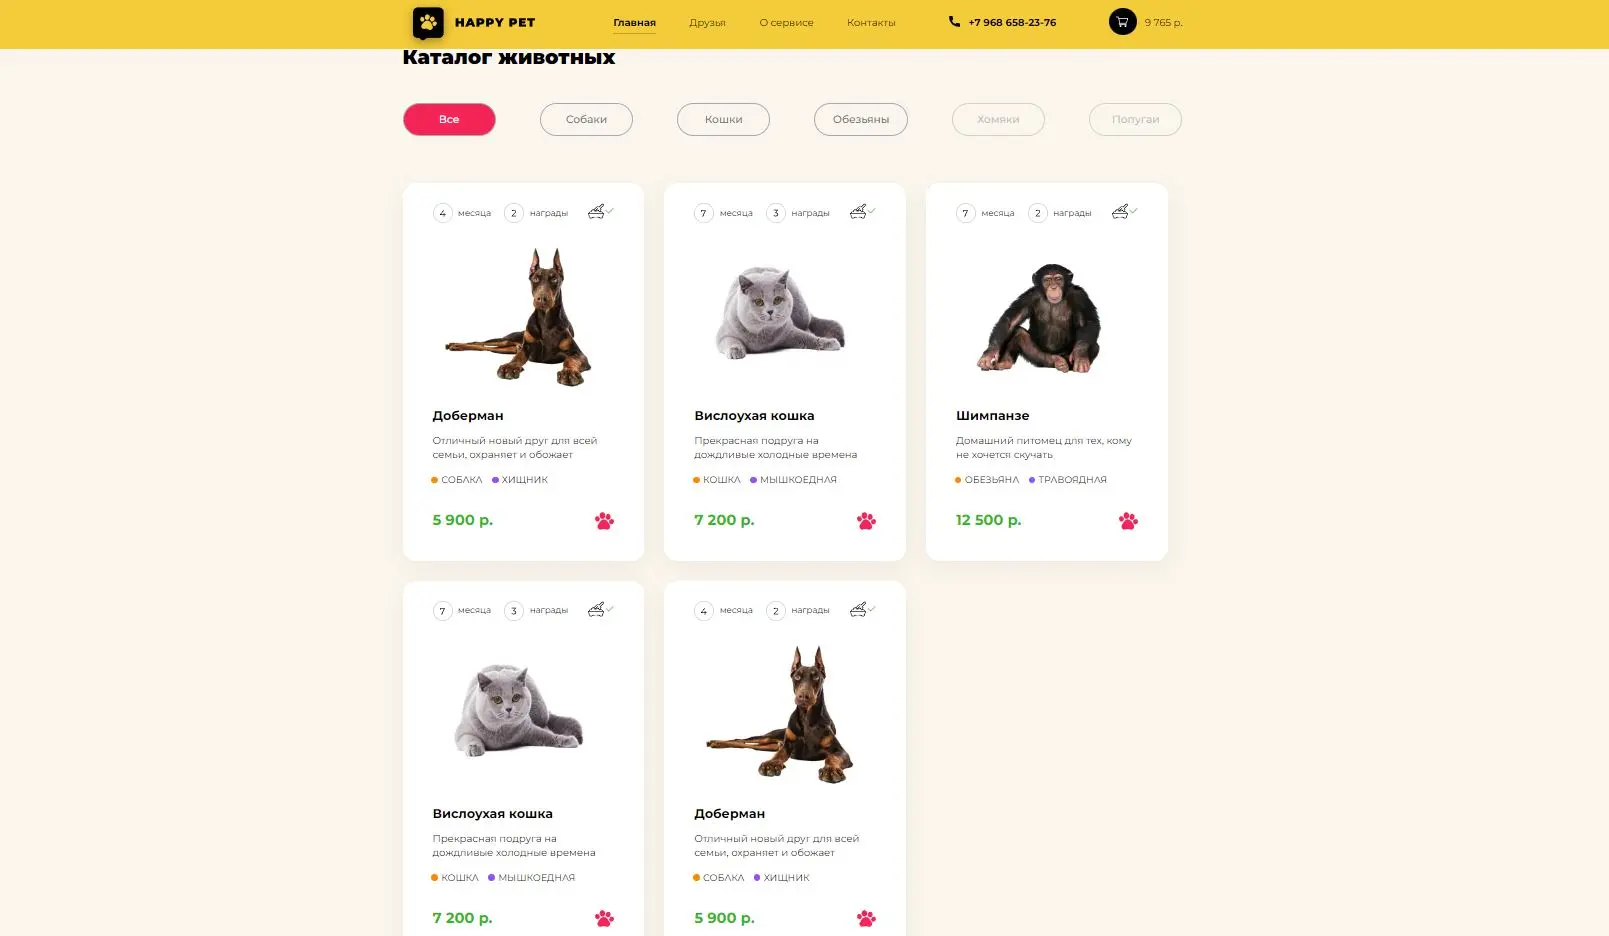 HAPPY PET
Главная
Друзья
О сервисе
Контакты
+7 968 658-23-76
9 765 р.
Каталог животных
Все
Собаки
Кошки
Обезьяны
Хомяки
Попугаи
4 месяца 2 награды
Доберман
Отличный новый друг для всей
семьи, охраняет и обожает
СОБАКА ХИЩНИК
5 900 р.
7 месяца 3 награды
Вислоухая кошка
Прекрасная подруга на
дождливые холодные времена
КОШКА МЫШКОЕДНАЯ
7 200 р.
7 месяца 2 награды
Шимпанзе
Домашний питомец для тех, кому
не хочется скучать
ОБЕЗЬЯНА ТРАВОЯДНАЯ
12 500 р.
7 месяца 3 награды
Вислоухая кошка
Прекрасная подруга на
дождливые холодные времена
КОШКА МЫШКОЕДНАЯ
7 200 р.
4 месяца 2 награды
Доберман
Отличный новый друг для всей
семьи, охраняет и обожает
СОБАКА ХИЩНИК
5 900 р.